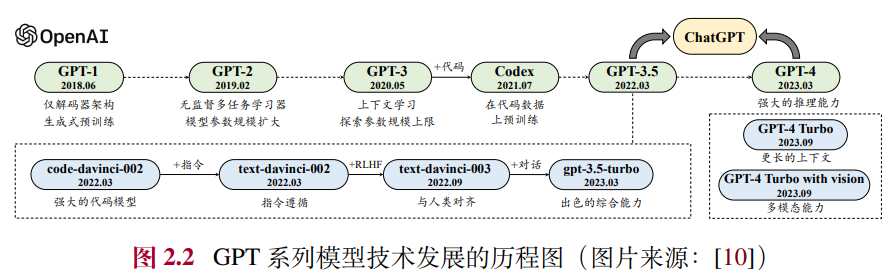 OpenAI
ChatGPT
GPT-1
2018.06
仅解码器架构
生成式预训练
GPT-2
2019.02
无监督多任务学习器
模型参数规模扩大
GPT-3
2020.05
上下文学习
探索参数规模上限
+代码
Codex
2021.07
在代码数据
上预训练
GPT-3.5
2022.03
GPT-4
2023.03
强大的推理能力
code-davinci-002
2022.03
强大的代码模型
+指令
text-davinci-002
2022.03
指令遵循
+RLHF
text-davinci-003
2022.09
与人类对齐
+对话
gpt-3.5-turbo
2023.03
出色的综合能力
GPT-4 Turbo
2023.09
更长的上下文
GPT-4 Turbo with vision
2023.09
多模态能力
图 2.2 GPT 系列模型技术发展的历程图（图片来源：[10]）